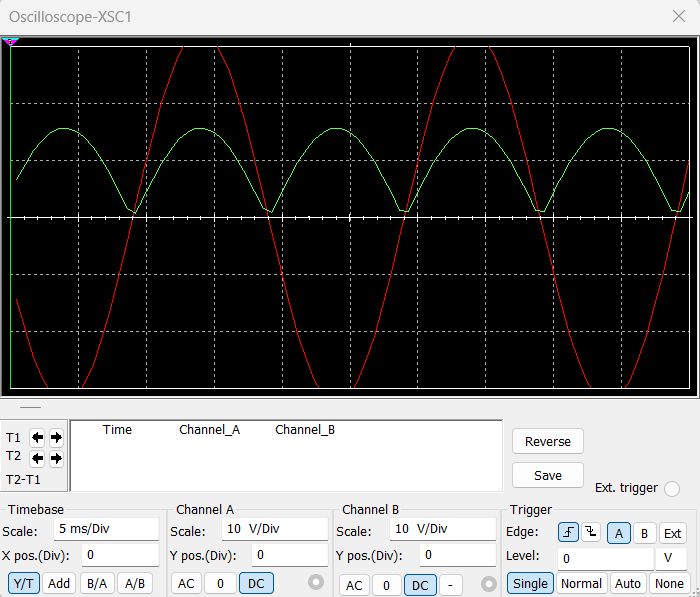 Oscilloscope-XSC1
T1
T2
T2-T1
Time Channel_A Channel_B
Reverse
Save
Ext. trigger
Timebase
Scale: 5 ms/Div
X pos.(Div): 0
Y/T Add B/A A/B
Channel A
Scale: 10 V/Div
Y pos.(Div): 0
AC 0 DC
Channel B
Scale: 10 V/Div
Y pos.(Div): 0
AC 0 DC -
Trigger
Edge: A B Ext
Level: 0 V
Single Normal Auto None